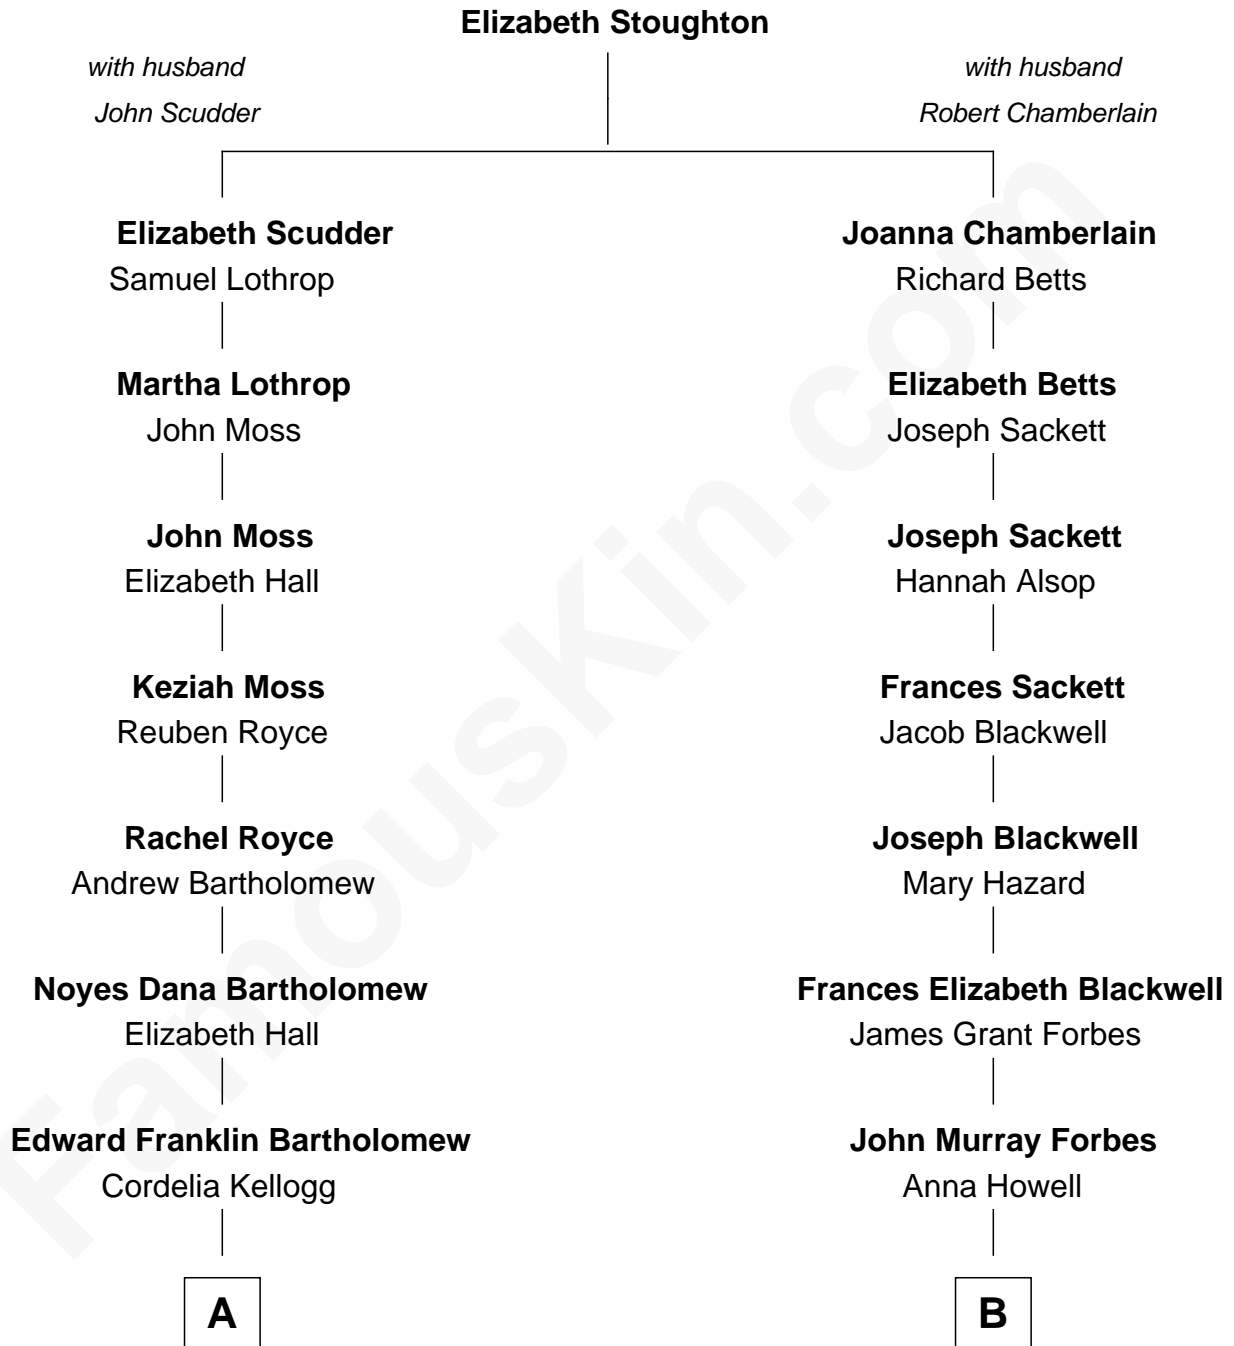 Elizabeth Stoughton
with husband
John Scudder
with husband
Robert Chamberlain
Elizabeth Scudder
Samuel Lothrop
Joanna Chamberlain
Richard Betts
Martha Lothrop
John Moss
Elizabeth Betts
Joseph Sackett
John Moss
Elizabeth Hall
Joseph Sackett
Hannah Alsop
Keziah Moss
Reuben Royce
Frances Sackett
Jacob Blackwell
Rachel Royce
Andrew Bartholomew
Joseph Blackwell
Mary Hazard
Noyes Dana Bartholomew
Elizabeth Hall
Frances Elizabeth Blackwell
James Grant Forbes
Edward Franklin Bartholomew
Cordelia Kellogg
John Murray Forbes
Anna Howell
A
B
FamousKin.com